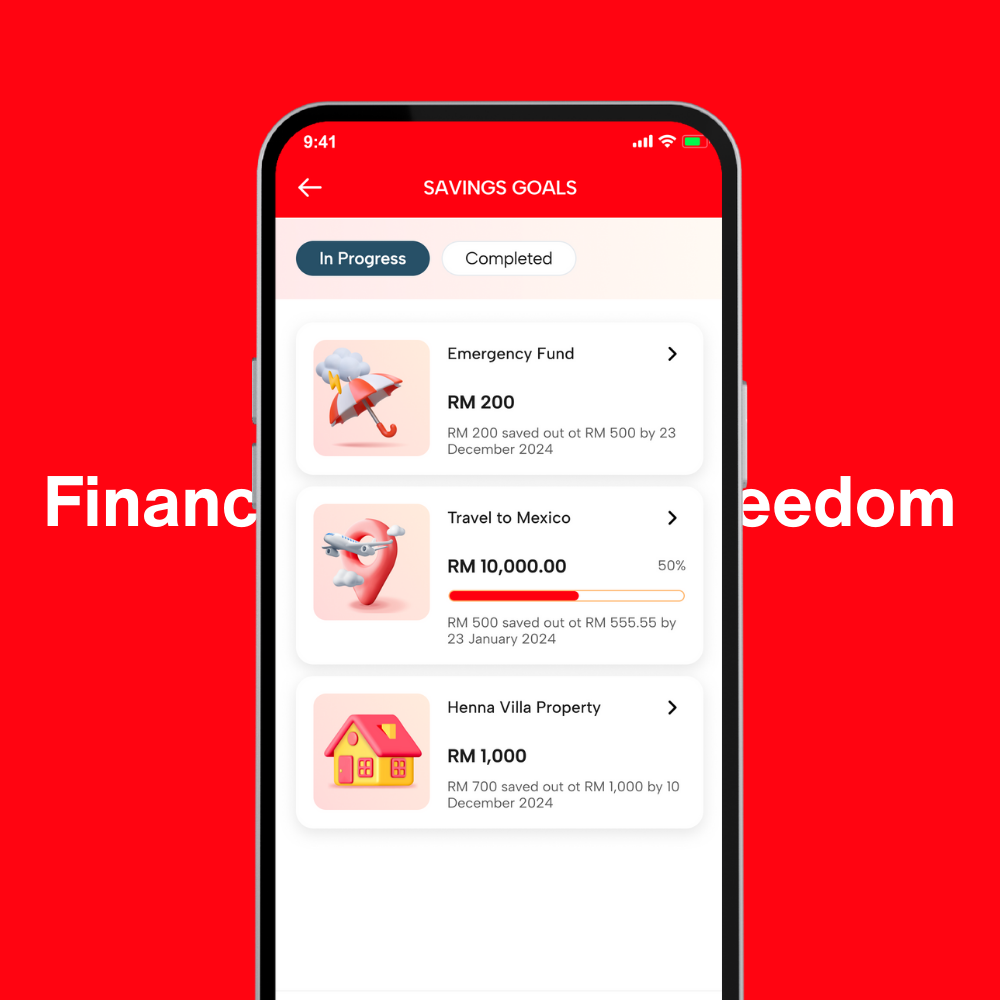 9:41
SAVINGS GOALS
In Progress
Completed
Emergency Fund
RM 200
RM 200 saved out ot RM 500 by 23
December 2024
Financ
eedom
Travel to Mexico
RM 10,000.00
50%
RM 500 saved out ot RM 555.55 by
23 January 2024
Henna Villa Property
RM 1,000
RM 700 saved out ot RM 1,000 by 10
December 2024